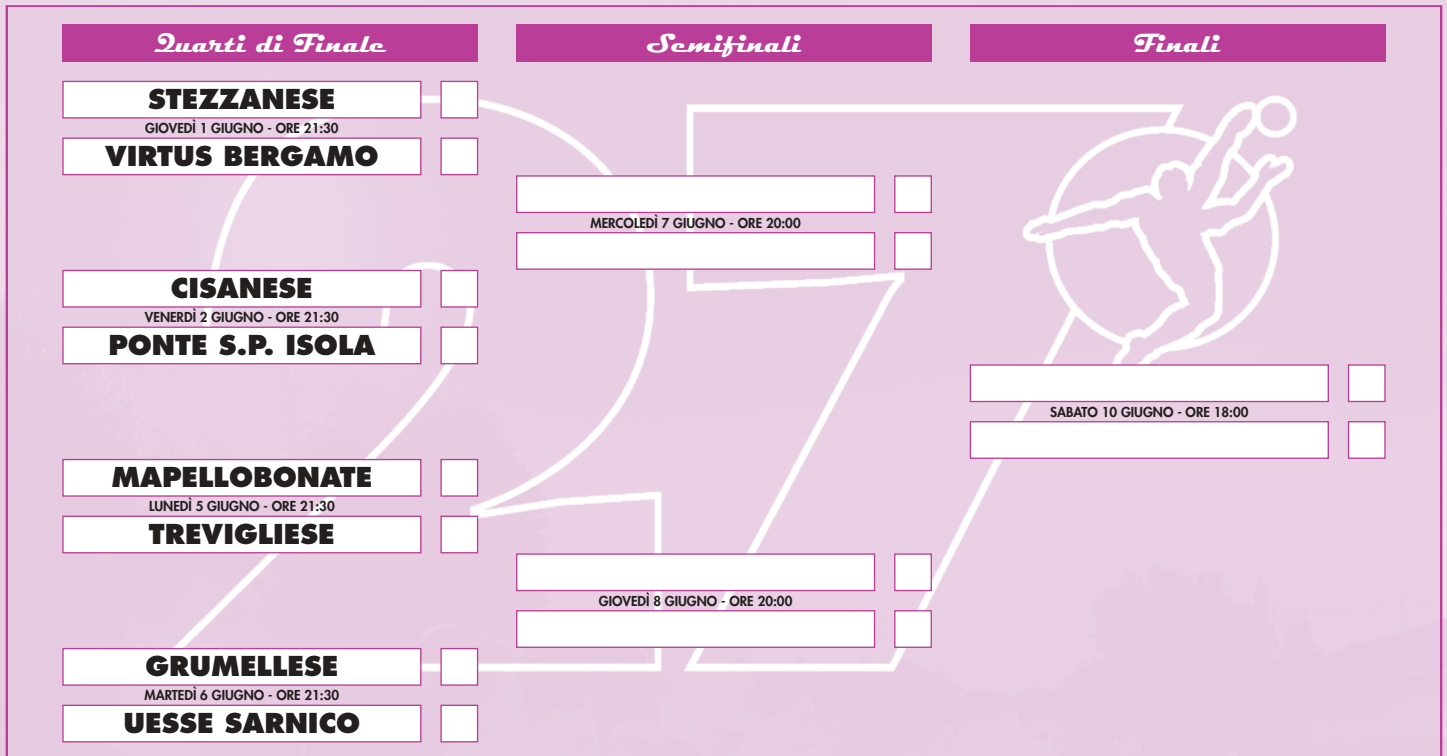 Quarti di Finale
Semifinali
Finali
STEZZANESE
GIOVEDÌ 1 GIUGNO - ORE 21:30
VIRTUS BERGAMO
CISANESE
VENERDÌ 2 GIUGNO - ORE 21:30
PONTE S.P. ISOLA
MAPELLOBONATE
LUNEDÌ 5 GIUGNO - ORE 21:30
TREVIGLIESE
GRUMELLESE
MARTEDÌ 6 GIUGNO - ORE 21:30
UESSE SARNICO
MERCOLEDÌ 7 GIUGNO - ORE 20:00
GIOVEDÌ 8 GIUGNO - ORE 20:00
SABATO 10 GIUGNO - ORE 18:00
27